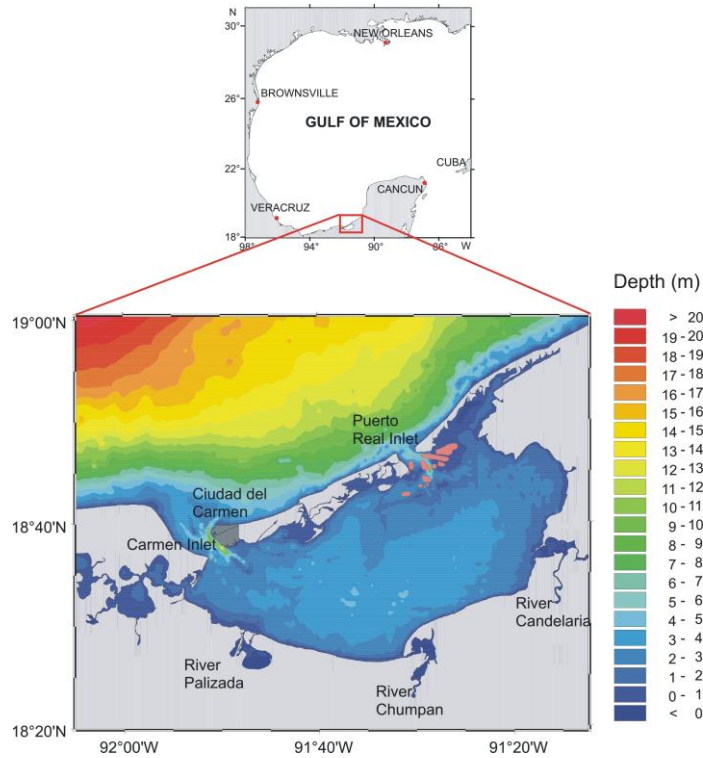 N
30°
NEW ORLEANS
26°
BROWNSVILLE
GULF OF MEXICO
CUBA
22°
CANCUN
VERACRUZ
18°
98°
94°
90°
86°
W
Depth (m)
> 20
19 - 20
18 - 19
17 - 18
16 - 17
15 - 16
14 - 15
13 - 14
12 - 13
11 - 12
10 - 11
9 - 10
8 - 9
7 - 8
6 - 7
5 - 6
4 - 5
3 - 4
2 - 3
1 - 2
0 - 1
< 0
19°00'N
Puerto
Real Inlet
Ciudad del
Carmen
18°40'N
Carmen Inlet
River
Candelaria
River
Palizada
River
Chumpan
18°20'N
92°00'W
91°40'W
91°20'W